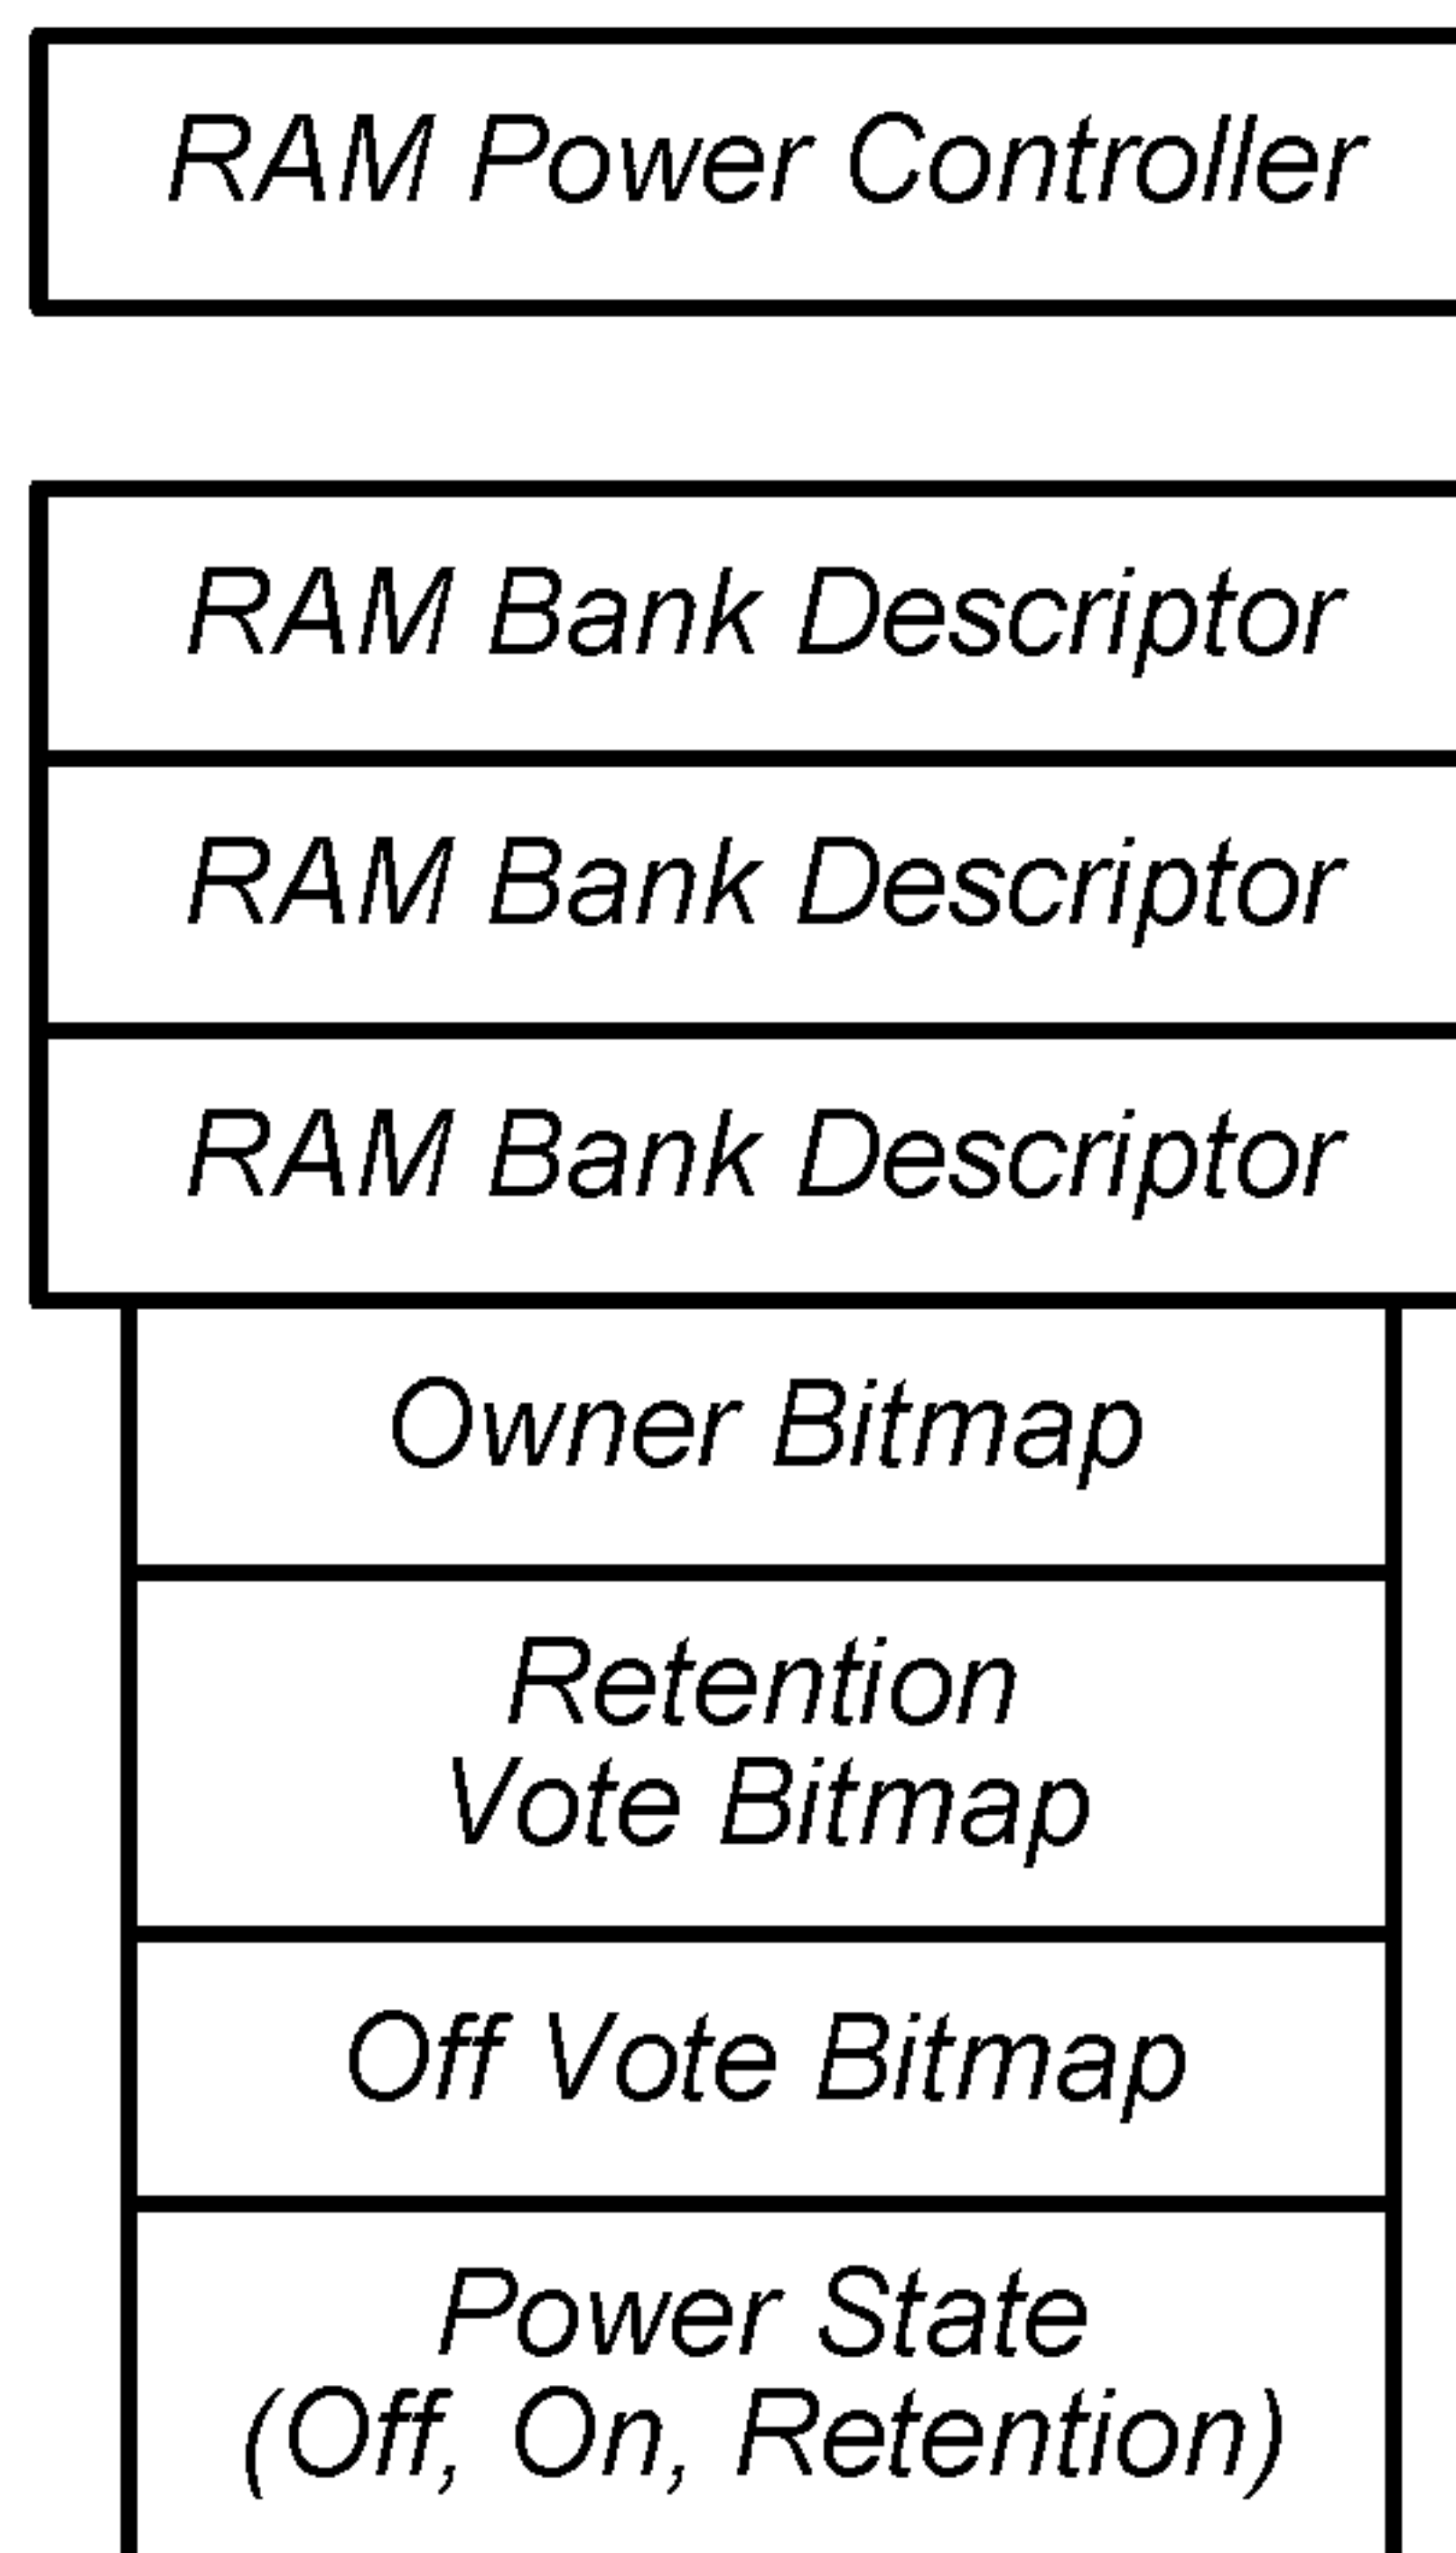 RAM Power Controller
RAM Bank Descriptor
RAM Bank Descriptor
RAM Bank Descriptor
Owner Bitmap
Retention
Vote Bitmap
Off Vote Bitmap
Power State
(Off, On, Retention)